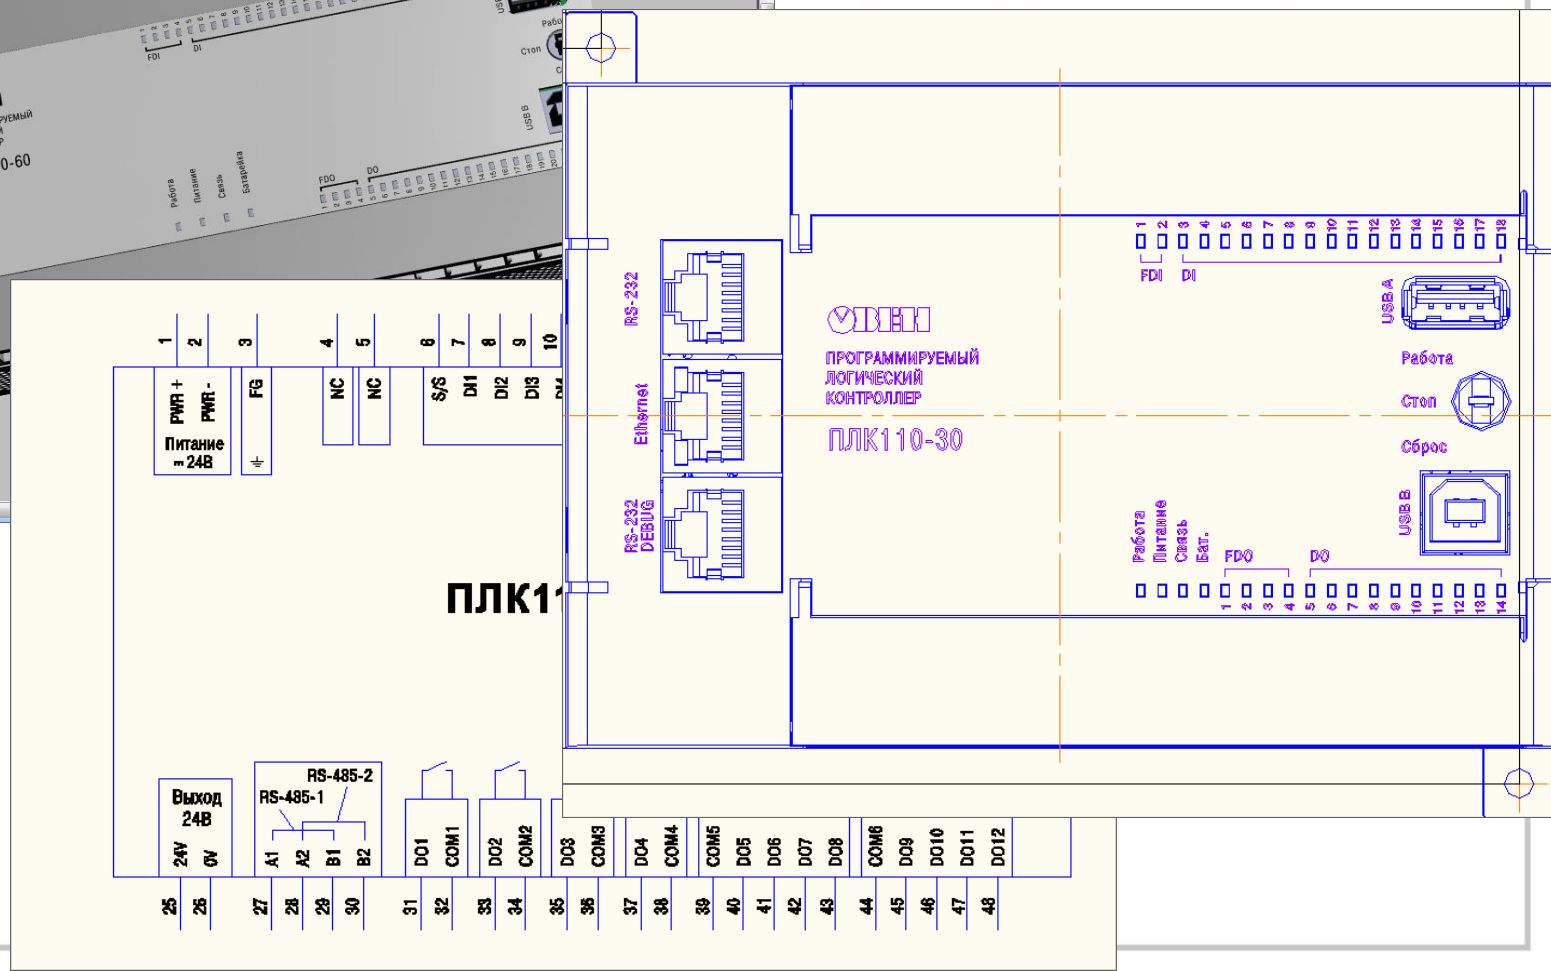 FDI
DI
Рабо
Стоп
USB B
0-60
Работа
Питание
Связь
Батарейка
FDO
DO
1 2 3 4 5 6 7 8 9 10
PWR +
PWR -
Питание
24В
FG
NC
NC
S/S
DI1
DI2
DI3
ПЛК11
Выход
24В
24V
0V
RS-485-2
RS-485-1
A1
A2
B1
B2
DO1
COM1
DO2
COM2
DO3
COM3
DO4
COM4
COM5
DO5
DO6
DO7
DO8
COM6
DO9
DO10
DO11
DO12
25 26 27 28 29 30 31 32 33 34 35 36 37 38 39 40 41 42 43 44 45 46 47 48
RS-232
Ethernet
RS-232
DEBUG
ОВЕН
ПРОГРАММИРУЕМЫЙ
ЛОГИЧЕСКИЙ
КОНТРОЛЛЕР
ПЛК110-30
1 2 3 4 5 6 7 8 9 10 11 12 13 14 15 16 17 18
FDI
DI
USB A
Работа
Стоп
Сброс
USB B
Работа
Питание
Связь
Бат.
FDO
DO
1 2 3 4 5 6 7 8 9 10 11 12 13 14